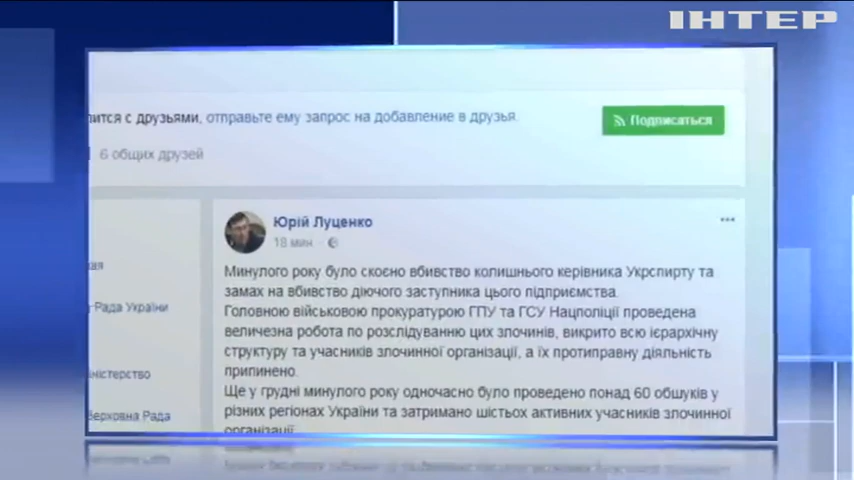 ІНТЕР
лится с друзьями, отправьте ему запрос на добавление в друзья.
Подписаться
6 общих друзей
Юрій Луценко
18 мин
Минулого року було скоєно вбивство колишнього керівника Укрспирту та
замах на вбивство діючого заступника цього підприємства.
Головною військовою прокуратурою ГПУ та ГСУ Нацполіції проведена
величезна робота по розслідуванню цих злочинів, викрито всю ієрархічну
структуру та учасників злочинної організації, а їх протиправну діяльність
припинено.
Ще у грудні минулого року одночасно було проведено понад 60 обшуків у
різних регіонах України та затримано шістьох активних учасників злочинної
організації
Рада України
ністерство
Верховна Рада